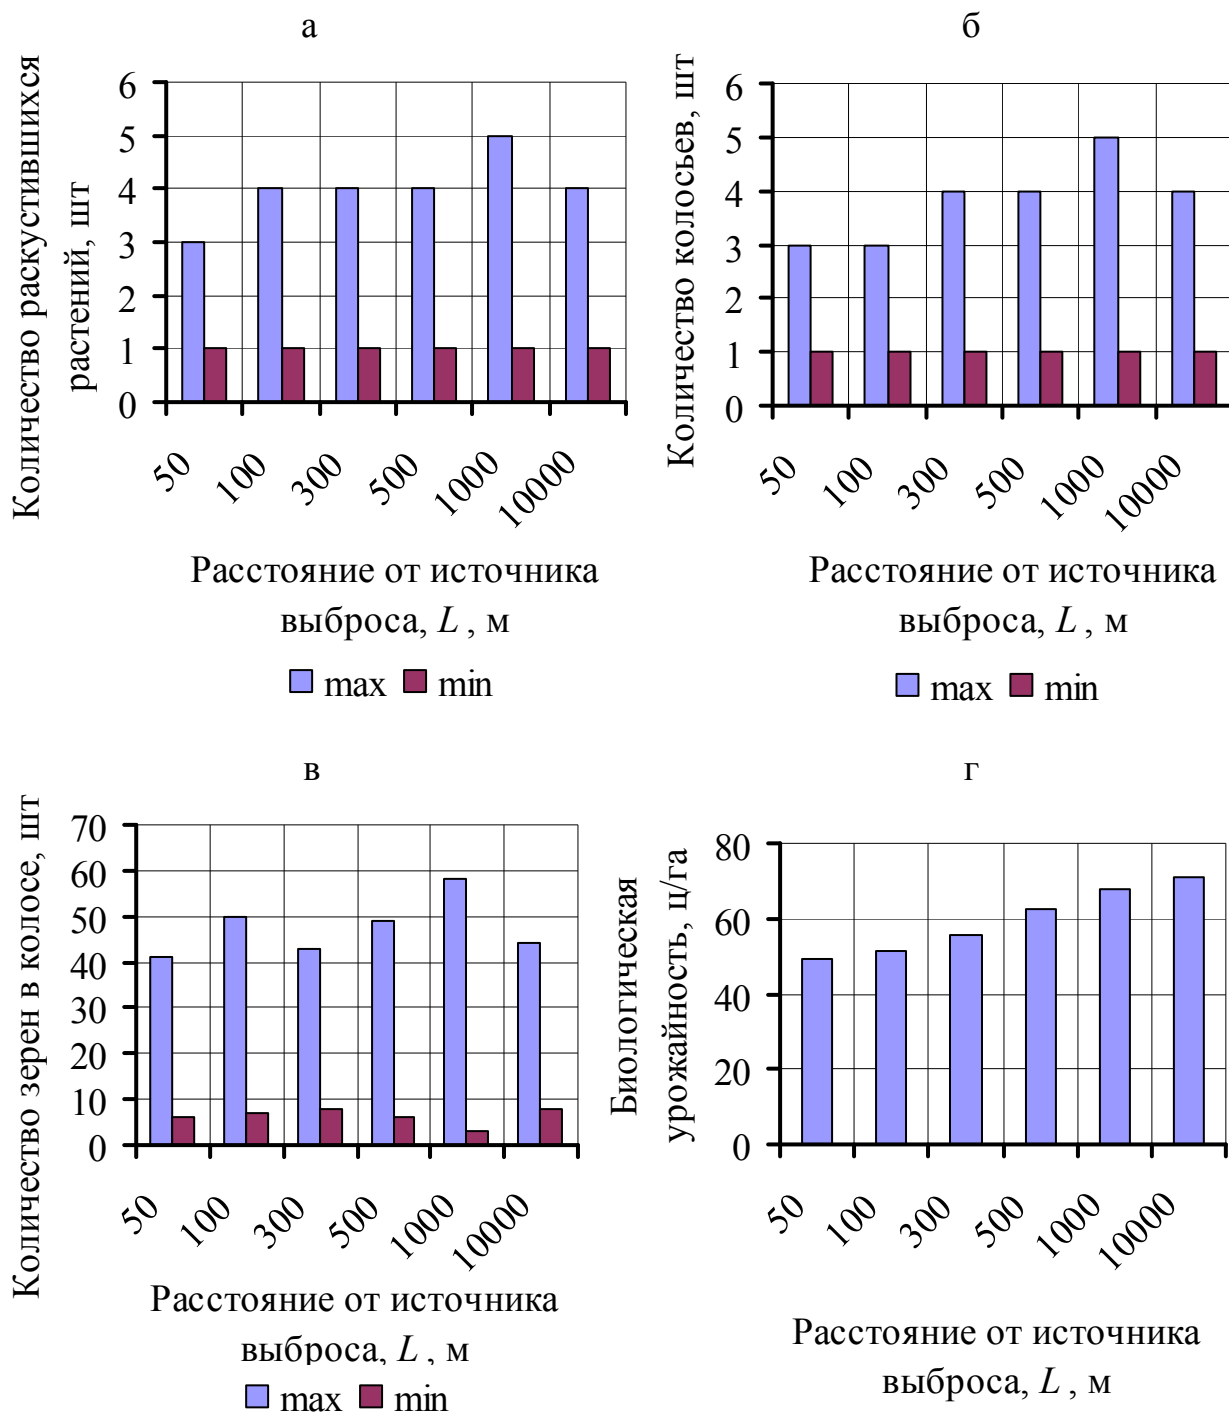 а
Количество раскустившихся
растений, шт
6
5
4
3
2
1
0
50
100
300
500
1000
10000
Расстояние от источника
выброса, L , м
max min
б
Количество колосьев, шт
6
5
4
3
2
1
0
50
100
300
500
1000
10000
Расстояние от источника
выброса, L , м
max min
в
Количество зерен в колосе, шт
70
60
50
40
30
20
10
0
50
100
300
500
1000
10000
Расстояние от источника
выброса, L , м
max min
г
Биологическая
урожайность, ц/га
80
60
40
20
0
50
100
300
500
1000
10000
Расстояние от источника
выброса, L , м